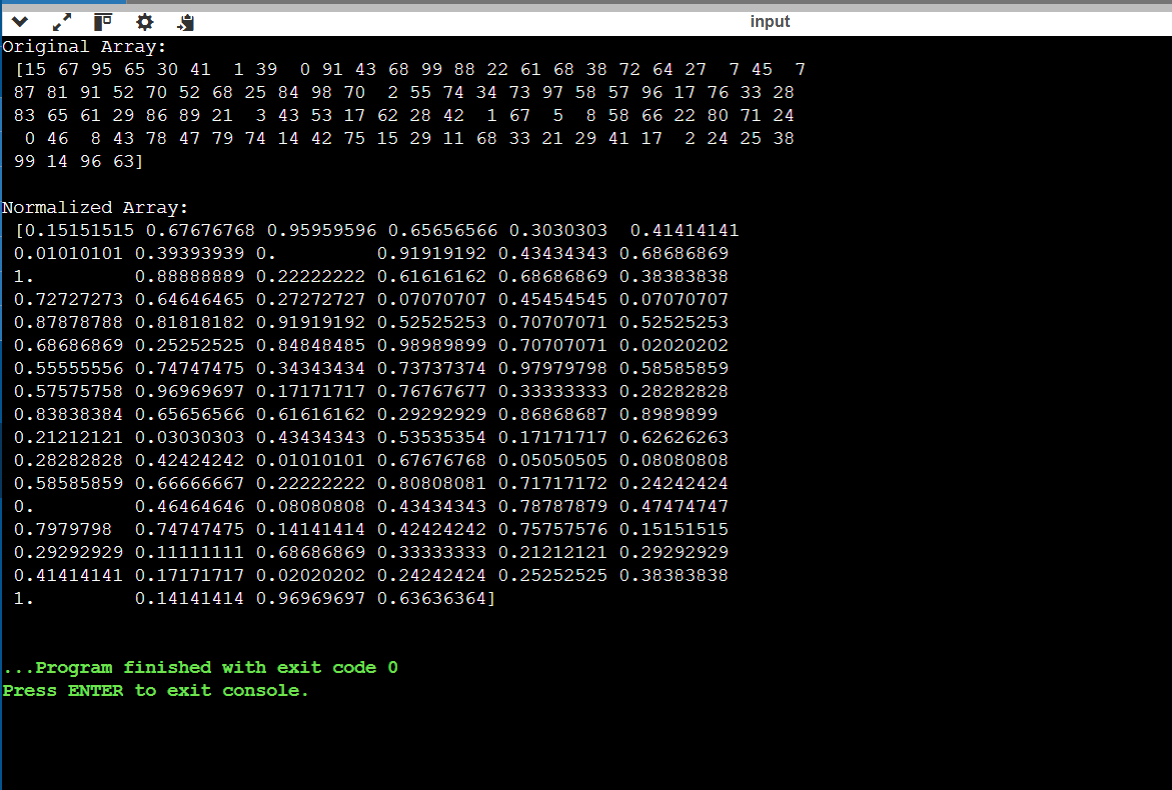 input
Original Array:
 [15 67 95 65 30 41  1 39  0 91 43 68 99 88 22 61 68 38 72 64 27  7 45  7
 87 81 91 52 70 52 68 25 84 98 70  2 55 74 34 73 97 58 57 96 17 76 33 28
 83 65 61 29 86 89 21  3 43 53 17 62 28 42  1 67  5  8 58 66 22 80 71 24
  0 46  8 43 78 47 79 74 14 42 75 15 29 11 68 33 21 29 41 17  2 24 25 38
 99 14 96 63]
Normalized Array:
 [0.15151515 0.67676768 0.95959596 0.65656566 0.3030303  0.41414141
 0.01010101 0.39393939 0.         0.91919192 0.43434343 0.68686869
 1.         0.88888889 0.22222222 0.61616162 0.68686869 0.38383838
 0.72727273 0.64646465 0.27272727 0.07070707 0.45454545 0.07070707
 0.87878788 0.81818182 0.91919192 0.52525253 0.70707071 0.52525253
 0.68686869 0.25252525 0.84848485 0.98989899 0.70707071 0.02020202
 0.55555556 0.74747475 0.34343434 0.73737374 0.97979798 0.58585859
 0.57575758 0.96969697 0.17171717 0.76767677 0.33333333 0.28282828
 0.83838384 0.65656566 0.61616162 0.29292929 0.86868687 0.8989899
 0.21212121 0.03030303 0.43434343 0.53535354 0.17171717 0.62626263
 0.28282828 0.42424242 0.01010101 0.67676768 0.05050505 0.08080808
 0.58585859 0.66666667 0.22222222 0.80808081 0.71717172 0.24242424
 0.         0.46464646 0.08080808 0.43434343 0.78787879 0.47474747
 0.7979798  0.74747475 0.14141414 0.42424242 0.75757576 0.15151515
 0.29292929 0.11111111 0.68686869 0.33333333 0.21212121 0.29292929
 0.41414141 0.17171717 0.02020202 0.24242424 0.25252525 0.38383838
 1.         0.14141414 0.96969697 0.63636364]
...Program finished with exit code 0
Press ENTER to exit console.